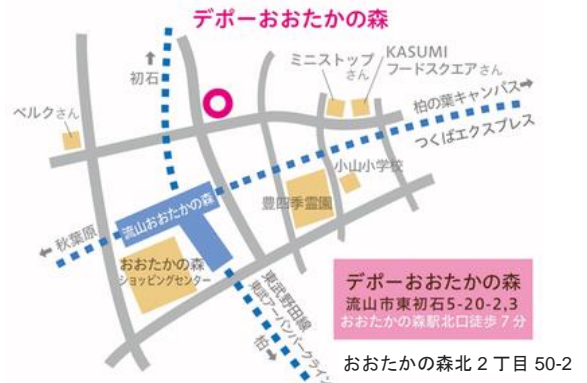 デポーおおたかの森
初石
ミニストップ
さん
KASUMI
フードスクエアさん
ベルクさん
柏の葉キャンパス
つくばエクスプレス
小山小学校
豊四季霊園
流山おおたかの森
秋葉原
おおたかの森
ショッピングセンター
東武野田線
東武アーバンパークライン
柏
デポーおおたかの森
流山市東初石5-20-2,3
おおたかの森駅北口徒歩7分
おおたかの森北2丁目50-2